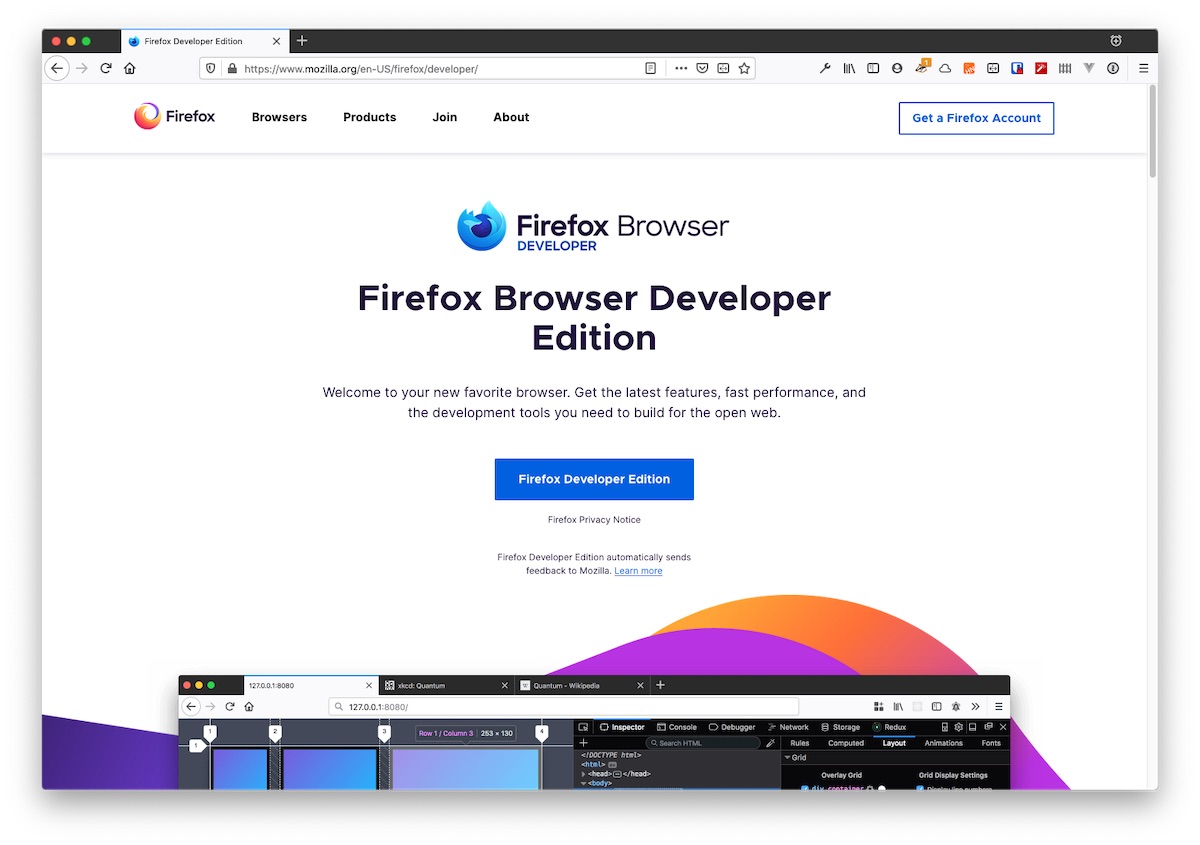 Firefox Developer Edition
https://www.mozilla.org/en-US/firefox/developer/
1
Firefox
Browsers
Products
Join
About
Get a Firefox Account
Firefox Browser
DEVELOPER
Firefox Browser Developer
Edition
Welcome to your new favorite browser. Get the latest features, fast performance, and
the development tools you need to build for the open web.
Firefox Developer Edition
Firefox Privacy Notice
Firefox Developer Edition automatically sends
feedback to Mozilla. Learn more
127.0.0.1:8080
xkcd: Quantum
Quantum - Wikipedia
127.0.0.1:8080/
1
2
3
4
1
Row 1 / Column 3
253 × 130
Inspector
Console
Debugger
Network
Storage
Redux
Search HTML
Rules
Computed
Layout
Animations
Fonts
<!DOCTYPE html>
<html>
<head></head>
<body>
Grid
Overlay Grid
Grid Display Settings
div.container
Display line numbers